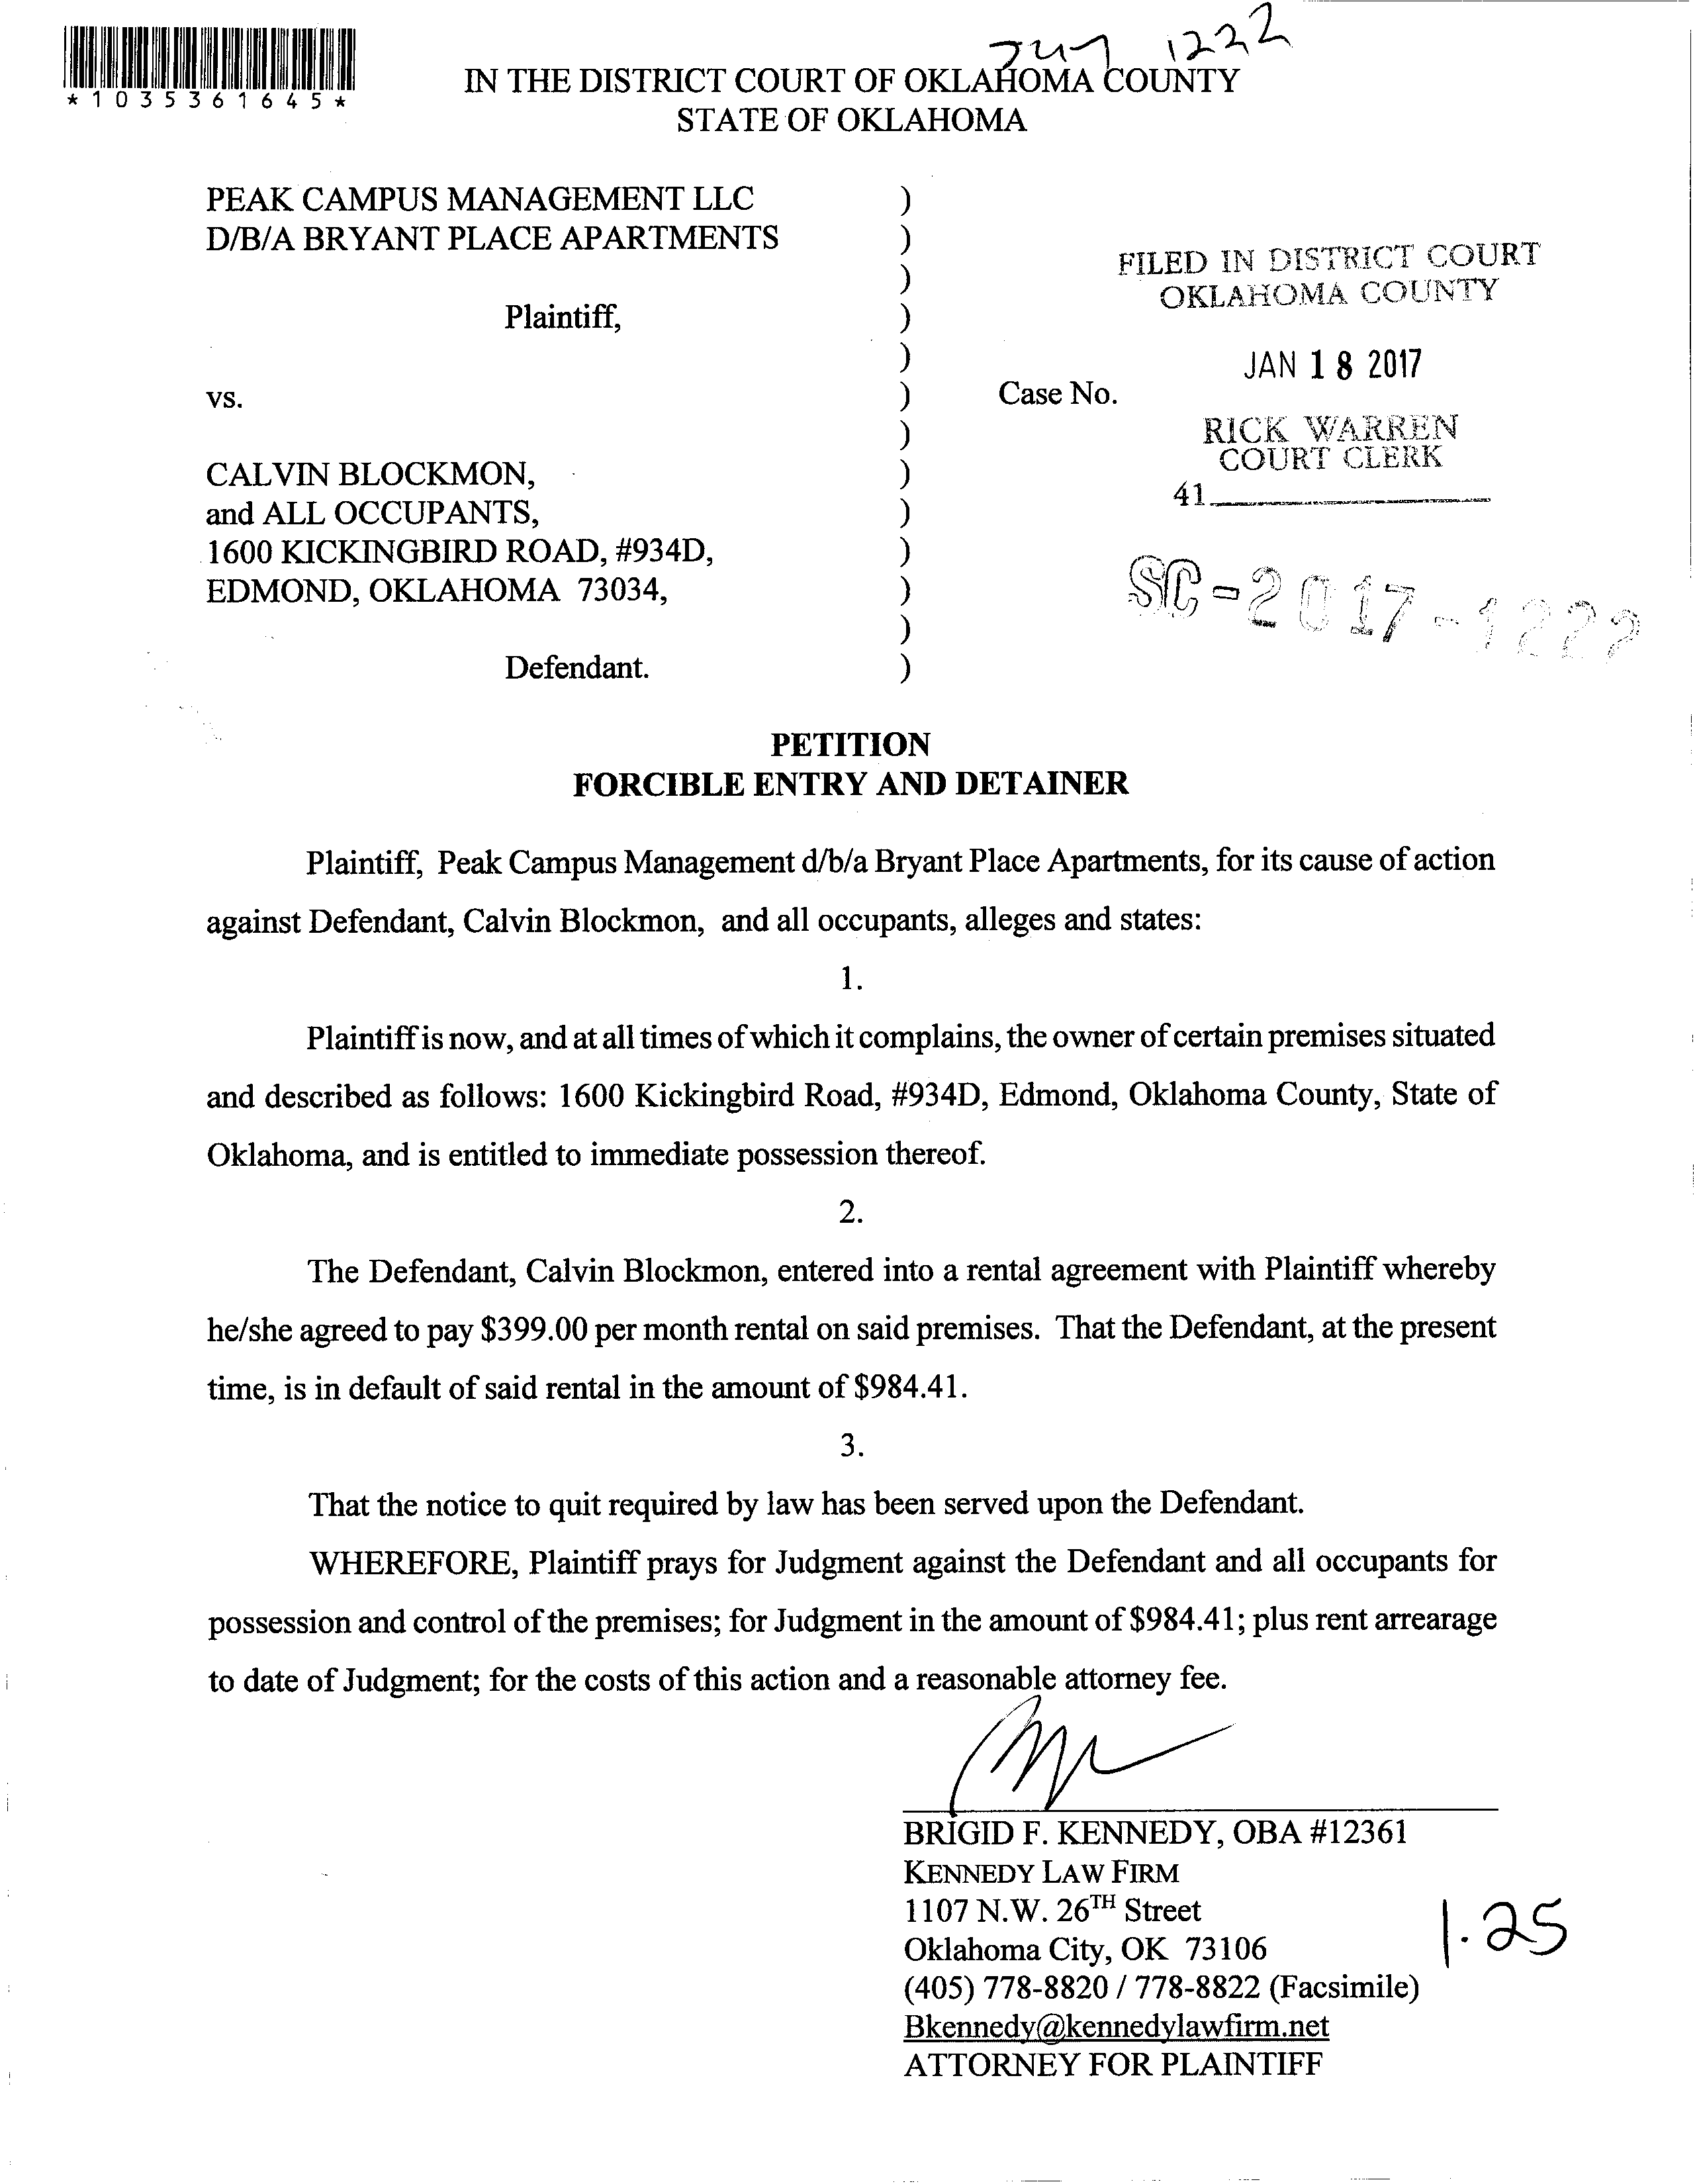 1222
*1035361645*
IN THE DISTRICT COURT OF OKLAHOMA COUNTY
STATE OF OKLAHOMA
PEAK CAMPUS MANAGEMENT LLC )
D/B/A BRYANT PLACE APARTMENTS )
)
Plaintiff, )
)
vs. )
)
CALVIN BLOCKMON, )
and ALL OCCUPANTS, )
1600 KICKINGBIRD ROAD, #934D, )
EDMOND, OKLAHOMA 73034, )
)
Defendant. )
FILED IN DISTRICT COURT
OKLAHOMA COUNTY
JAN 18 2017
Case No.
RICK WARREN
COURT CLERK
41
SC-2017-1222
PETITION
FORCIBLE ENTRY AND DETAINER
Plaintiff, Peak Campus Management d/b/a Bryant Place Apartments, for its cause of action
against Defendant, Calvin Blockmon, and all occupants, alleges and states:
1.
Plaintiff is now, and at all times of which it complains, the owner of certain premises situated
and described as follows: 1600 Kickingbird Road, #934D, Edmond, Oklahoma County, State of
Oklahoma, and is entitled to immediate possession thereof.
2.
The Defendant, Calvin Blockmon, entered into a rental agreement with Plaintiff whereby
he/she agreed to pay $399.00 per month rental on said premises. That the Defendant, at the present
time, is in default of said rental in the amount of $984.41.
3.
That the notice to quit required by law has been served upon the Defendant.
WHEREFORE, Plaintiff prays for Judgment against the Defendant and all occupants for
possession and control of the premises; for Judgment in the amount of $984.41; plus rent arrearage
to date of Judgment; for the costs of this action and a reasonable attorney fee.
BRIGID F. KENNEDY, OBA #12361
KENNEDY LAW FIRM
1107 N.W. 26TH Street
Oklahoma City, OK 73106
1.25
(405) 778-8820 / 778-8822 (Facsimile)
Bkennedy@kennedylawfirm.net
ATTORNEY FOR PLAINTIFF